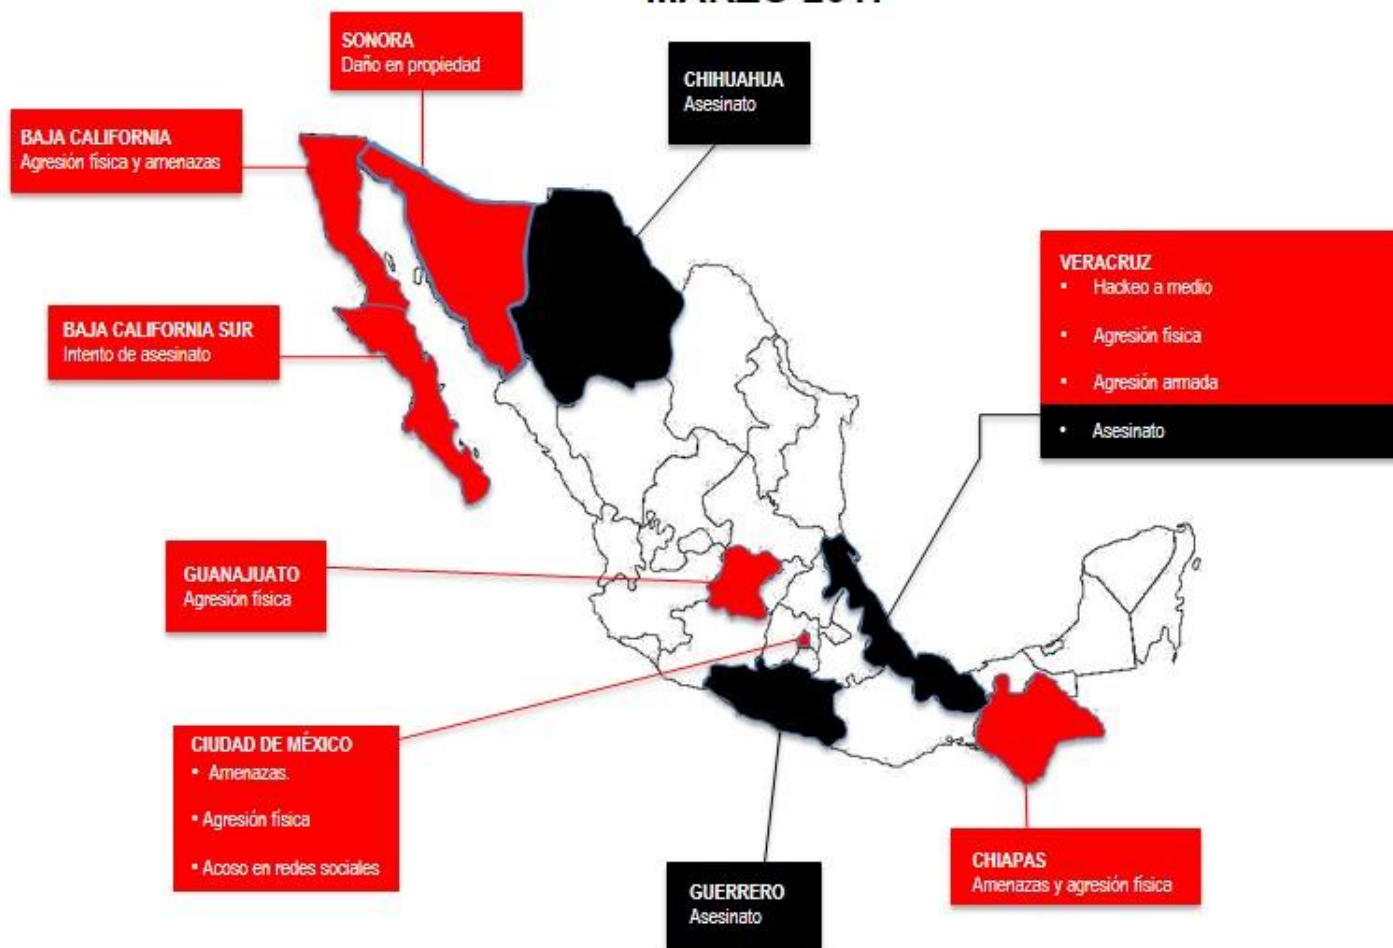 SONORA
Daño en propiedad
CHIHUAHUA
Asesinato
BAJA CALIFORNIA
Agresión física y amenazas
VERACRUZ
• Hackeo a medio
• Agresión física
• Agresión armada
• Asesinato
BAJA CALIFORNIA SUR
Intento de asesinato
GUANAJUATO
Agresión física
CIUDAD DE MÉXICO
• Amenazas.
• Agresión física
• Acoso en redes sociales
CHIAPAS
Amenazas y agresión física
GUERRERO
Asesinato